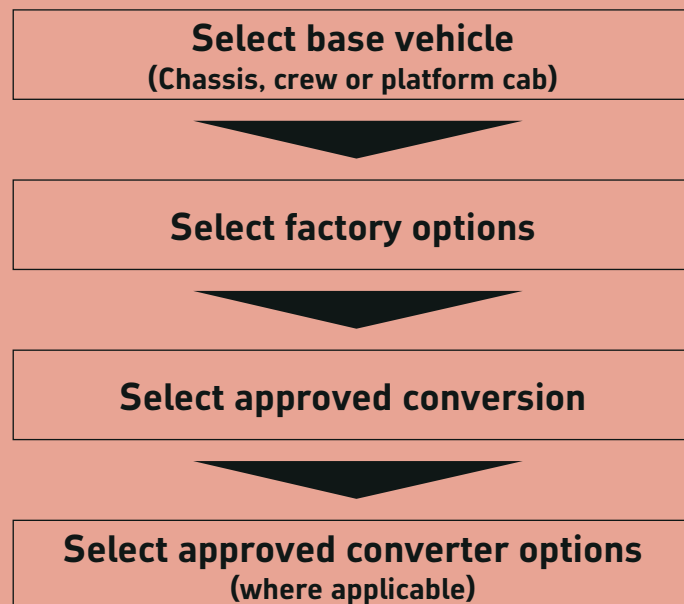 Select base vehicle
(Chassis, crew or platform cab)
Select factory options
Select approved conversion
Select approved converter options
(where applicable)